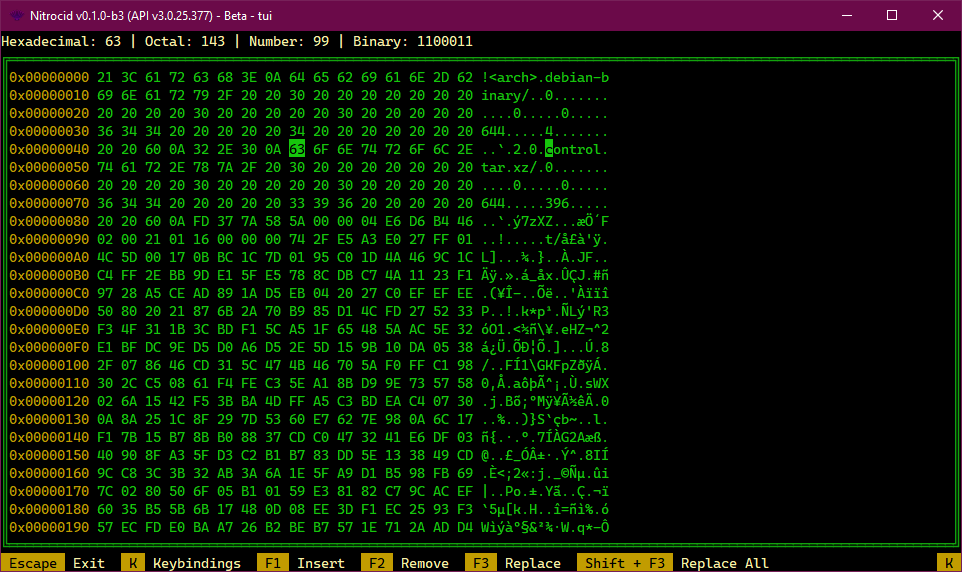 Nitrocid v0.1.0-b3 (API v3.0.25.377) - Beta - tui
Hexadecimal: 63 | Octal: 143 | Number: 99 | Binary: 1100011
0x00000000 21 3C 61 72 63 68 3E 0A 64 65 62 69 61 6E 2D 62 !<arch>.debian-b
0x00000010 69 6E 61 72 79 2F 20 20 30 20 20 20 20 20 20 20 inary/..0.......
0x00000020 20 20 20 20 30 20 20 20 20 20 30 20 20 20 20 20 ....0.....0.....
0x00000030 36 34 34 20 20 20 20 20 34 20 20 20 20 20 20 20 644.....4.......
0x00000040 20 20 60 0A 32 2E 30 0A 63 6F 6E 74 72 6F 6C 2E ..`.2.0.control.
0x00000050 74 61 72 2E 78 7A 2F 20 30 20 20 20 20 20 20 20 tar.xz/.0.......
0x00000060 20 20 20 20 30 20 20 20 20 20 30 20 20 20 20 20 ....0.....0.....
0x00000070 36 34 34 20 20 20 20 20 33 39 36 20 20 20 20 20 644.....396.....
0x00000080 20 20 60 0A FD 37 7A 58 5A 00 00 04 E6 D6 B4 46 ..`.ý7zXZ...æÖ´F
0x00000090 02 00 21 01 16 00 00 00 74 2F E5 A3 E0 27 FF 01 ..!.....t/å£à'ÿ.
0x000000A0 4C 5D 00 17 0B BC 1C 7D 01 95 C0 1D 4A 46 9C 1C L]...¼.}..À.JF..
0x000000B0 C4 FF 2E BB 9D E1 5F E5 78 8C DB C7 4A 11 23 F1 Äÿ.».á_åx.ÛÇJ.#ñ
0x000000C0 97 28 A5 CE AD 89 1A D5 EB 04 20 27 C0 EF EF EE .(¥Î-..Õë..'Àïïî
0x000000D0 50 80 20 21 87 6B 2A 70 B9 85 D1 4C FD 27 52 33 P..!.k*p¹.ÑLý'R3
0x000000E0 F3 4F 31 1B 3C BD F1 5C A5 1F 65 48 5A AC 5E 32 óO1.<½ñ\¥.eHZ¬^2
0x000000F0 E1 BF DC 9E D5 D0 A6 D5 2E 5D 15 9B 10 DA 05 38 á¿Ü.ÕÐ¦Õ.]...Ú.8
0x00000100 2F 07 86 46 CD 31 5C 47 4B 46 70 5A F0 FF C1 98 /..FÍ1\GKFpZðÿÁ.
0x00000110 30 2C C5 08 61 F4 FE C3 5E A1 8B D9 9E 73 57 58 0,Å.aôþÃ^¡.Ù.sWX
0x00000120 02 6A 15 42 F5 3B BA 4D FF A5 C3 BD EA C4 07 30 .j.Bõ;ºMÿ¥Ã½êÄ.0
0x00000130 0A 8A 25 1C 8F 29 7D 53 60 E7 62 7E 98 0A 6C 17 ..%..)}S`çb~..l.
0x00000140 F1 7B 15 B7 8B B0 88 37 CD C0 47 32 41 E6 DF 03 ñ{.·.°.7ÍÀG2Aæß.
0x00000150 40 90 8F A3 5F D3 C2 B1 B7 83 DD 5E 13 38 49 CD @..£_ÓÂ±·.Ý^.8IÍ
0x00000160 9C C8 3C 3B 32 AB 3A 6A 1E 5F A9 D1 B5 98 FB 69 .È<;2«:j._©Ñµ.ûi
0x00000170 7C 02 80 50 6F 05 B1 01 59 E3 81 82 C7 9C AC EF |..Po.±.Yã..Ç.¬ï
0x00000180 60 35 B5 5B 6B 17 48 0D 08 EE 3D F1 EC 25 93 F3 `5µ[k.H..î=ñì%.ó
0x00000190 57 EC FD E0 BA A7 26 B2 BE B7 57 1E 71 2A AD D4 Wìýàº§&²¾·W.q*-Ô
Escape Exit K Keybindings F1 Insert F2 Remove F3 Replace Shift + F3 Replace All K